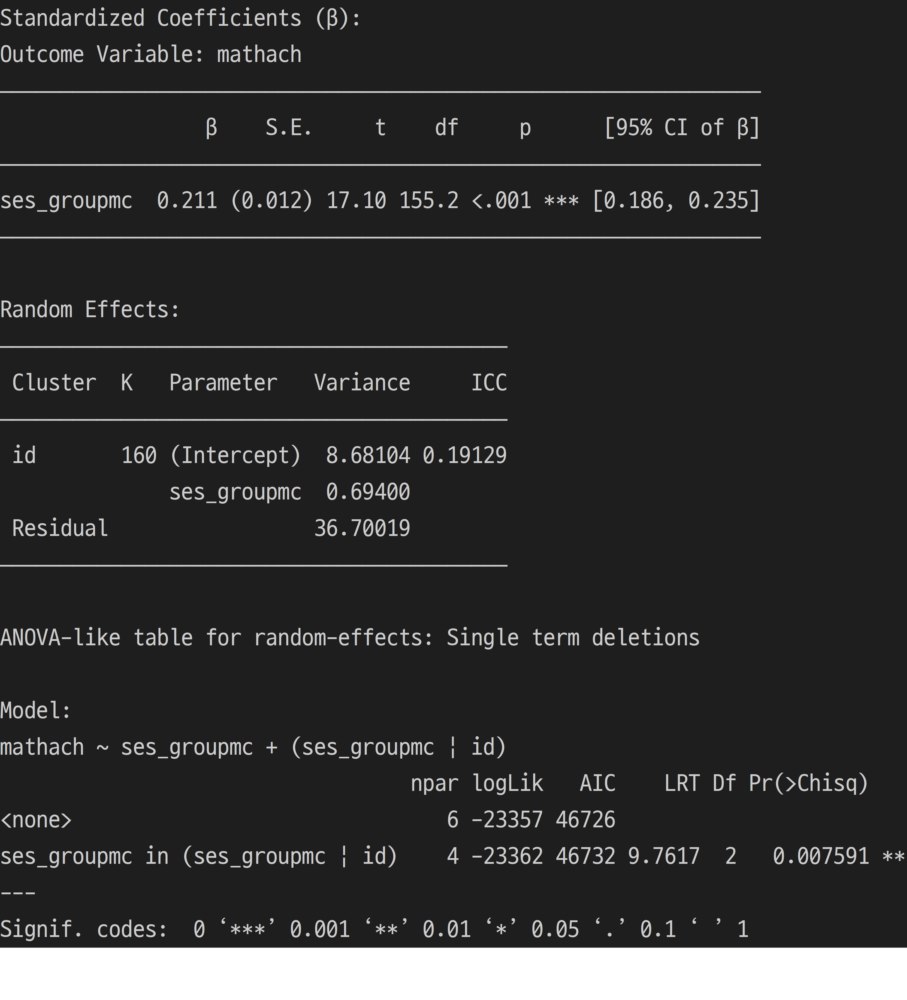 Standardized Coefficients (β):
Outcome Variable: mathach
β S.E. t df p [95% CI of β]
ses_groupmc 0.211 (0.012) 17.10 155.2 <.001 *** [0.186, 0.235]
Random Effects:
Cluster K Parameter Variance ICC
id 160 (Intercept) 8.68104 0.19129
ses_groupmc 0.69400
Residual 36.70019
ANOVA-like table for random-effects: Single term deletions
Model:
mathach ~ ses_groupmc + (ses_groupmc | id)
npar logLik AIC LRT Df Pr(>Chisq)
<none> 6 -23357 46726
ses_groupmc in (ses_groupmc | id) 4 -23362 46732 9.7617 2 0.007591 **
---
Signif. codes: 0 ‘***’ 0.001 ‘**’ 0.01 ‘*’ 0.05 ‘.’ 0.1 ‘ ’ 1